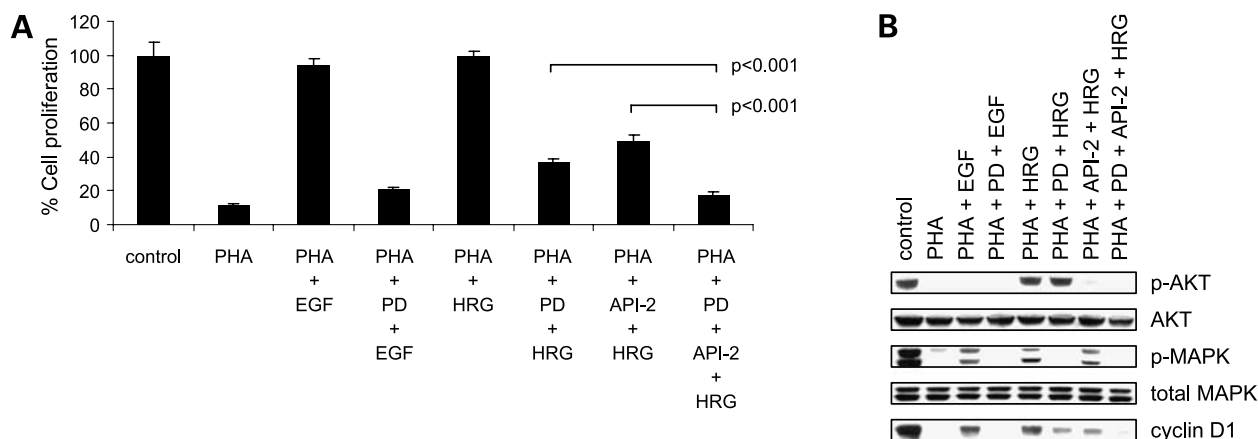 A
% Cell proliferation
120
100
80
60
40
20
0
p<0.001
p<0.001
control
PHA
PHA + EGF
PHA + PD + EGF
PHA + HRG
PHA + PD + HRG
PHA + API-2 + HRG
PHA + PD + API-2 + HRG
B
control
PHA
PHA + EGF
PHA + PD + EGF
PHA + HRG
PHA + PD + HRG
PHA + API-2 + HRG
PHA + PD + API-2 + HRG
p-AKT
AKT
p-MAPK
total MAPK
cyclin D1